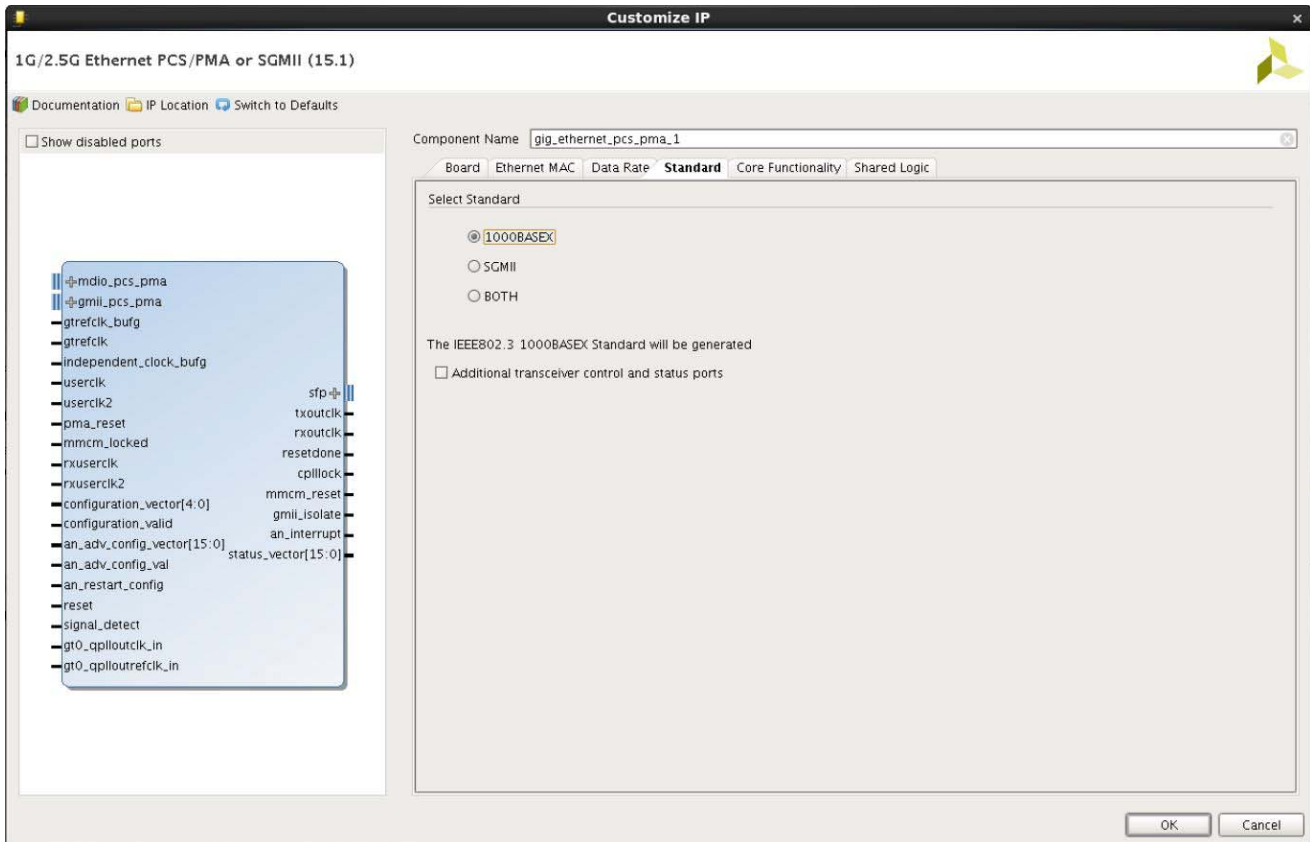 Customize IP
1G/2.5G Ethernet PCS/PMA or SGMII (15.1)
Documentation IP Location Switch to Defaults
Show disabled ports
mdio_pcs_pma
gmii_pcs_pma
gtrefclk_bufg
gtrefclk
independent_clock_bufg
userclk
userclk2
pma_reset
mmcm_locked
rxuserclk
rxuserclk2
configuration_vector[4:0]
configuration_valid
an_adv_config_vector[15:0]
an_adv_config_val
an_restart_config
reset
signal_detect
gt0_qplloutclk_in
gt0_qplloutrefclk_in
sfp
txoutclk
rxoutclk
resetdone
cplllock
mmcm_reset
gmii_isolate
an_interrupt
status_vector[15:0]
Component Name gig_ethernet_pcs_pma_1
Board Ethernet MAC Data Rate Standard Core Functionality Shared Logic
Select Standard
1000BASEX
SGMII
BOTH
The IEEE802.3 1000BASEX Standard will be generated
Additional transceiver control and status ports
OK Cancel